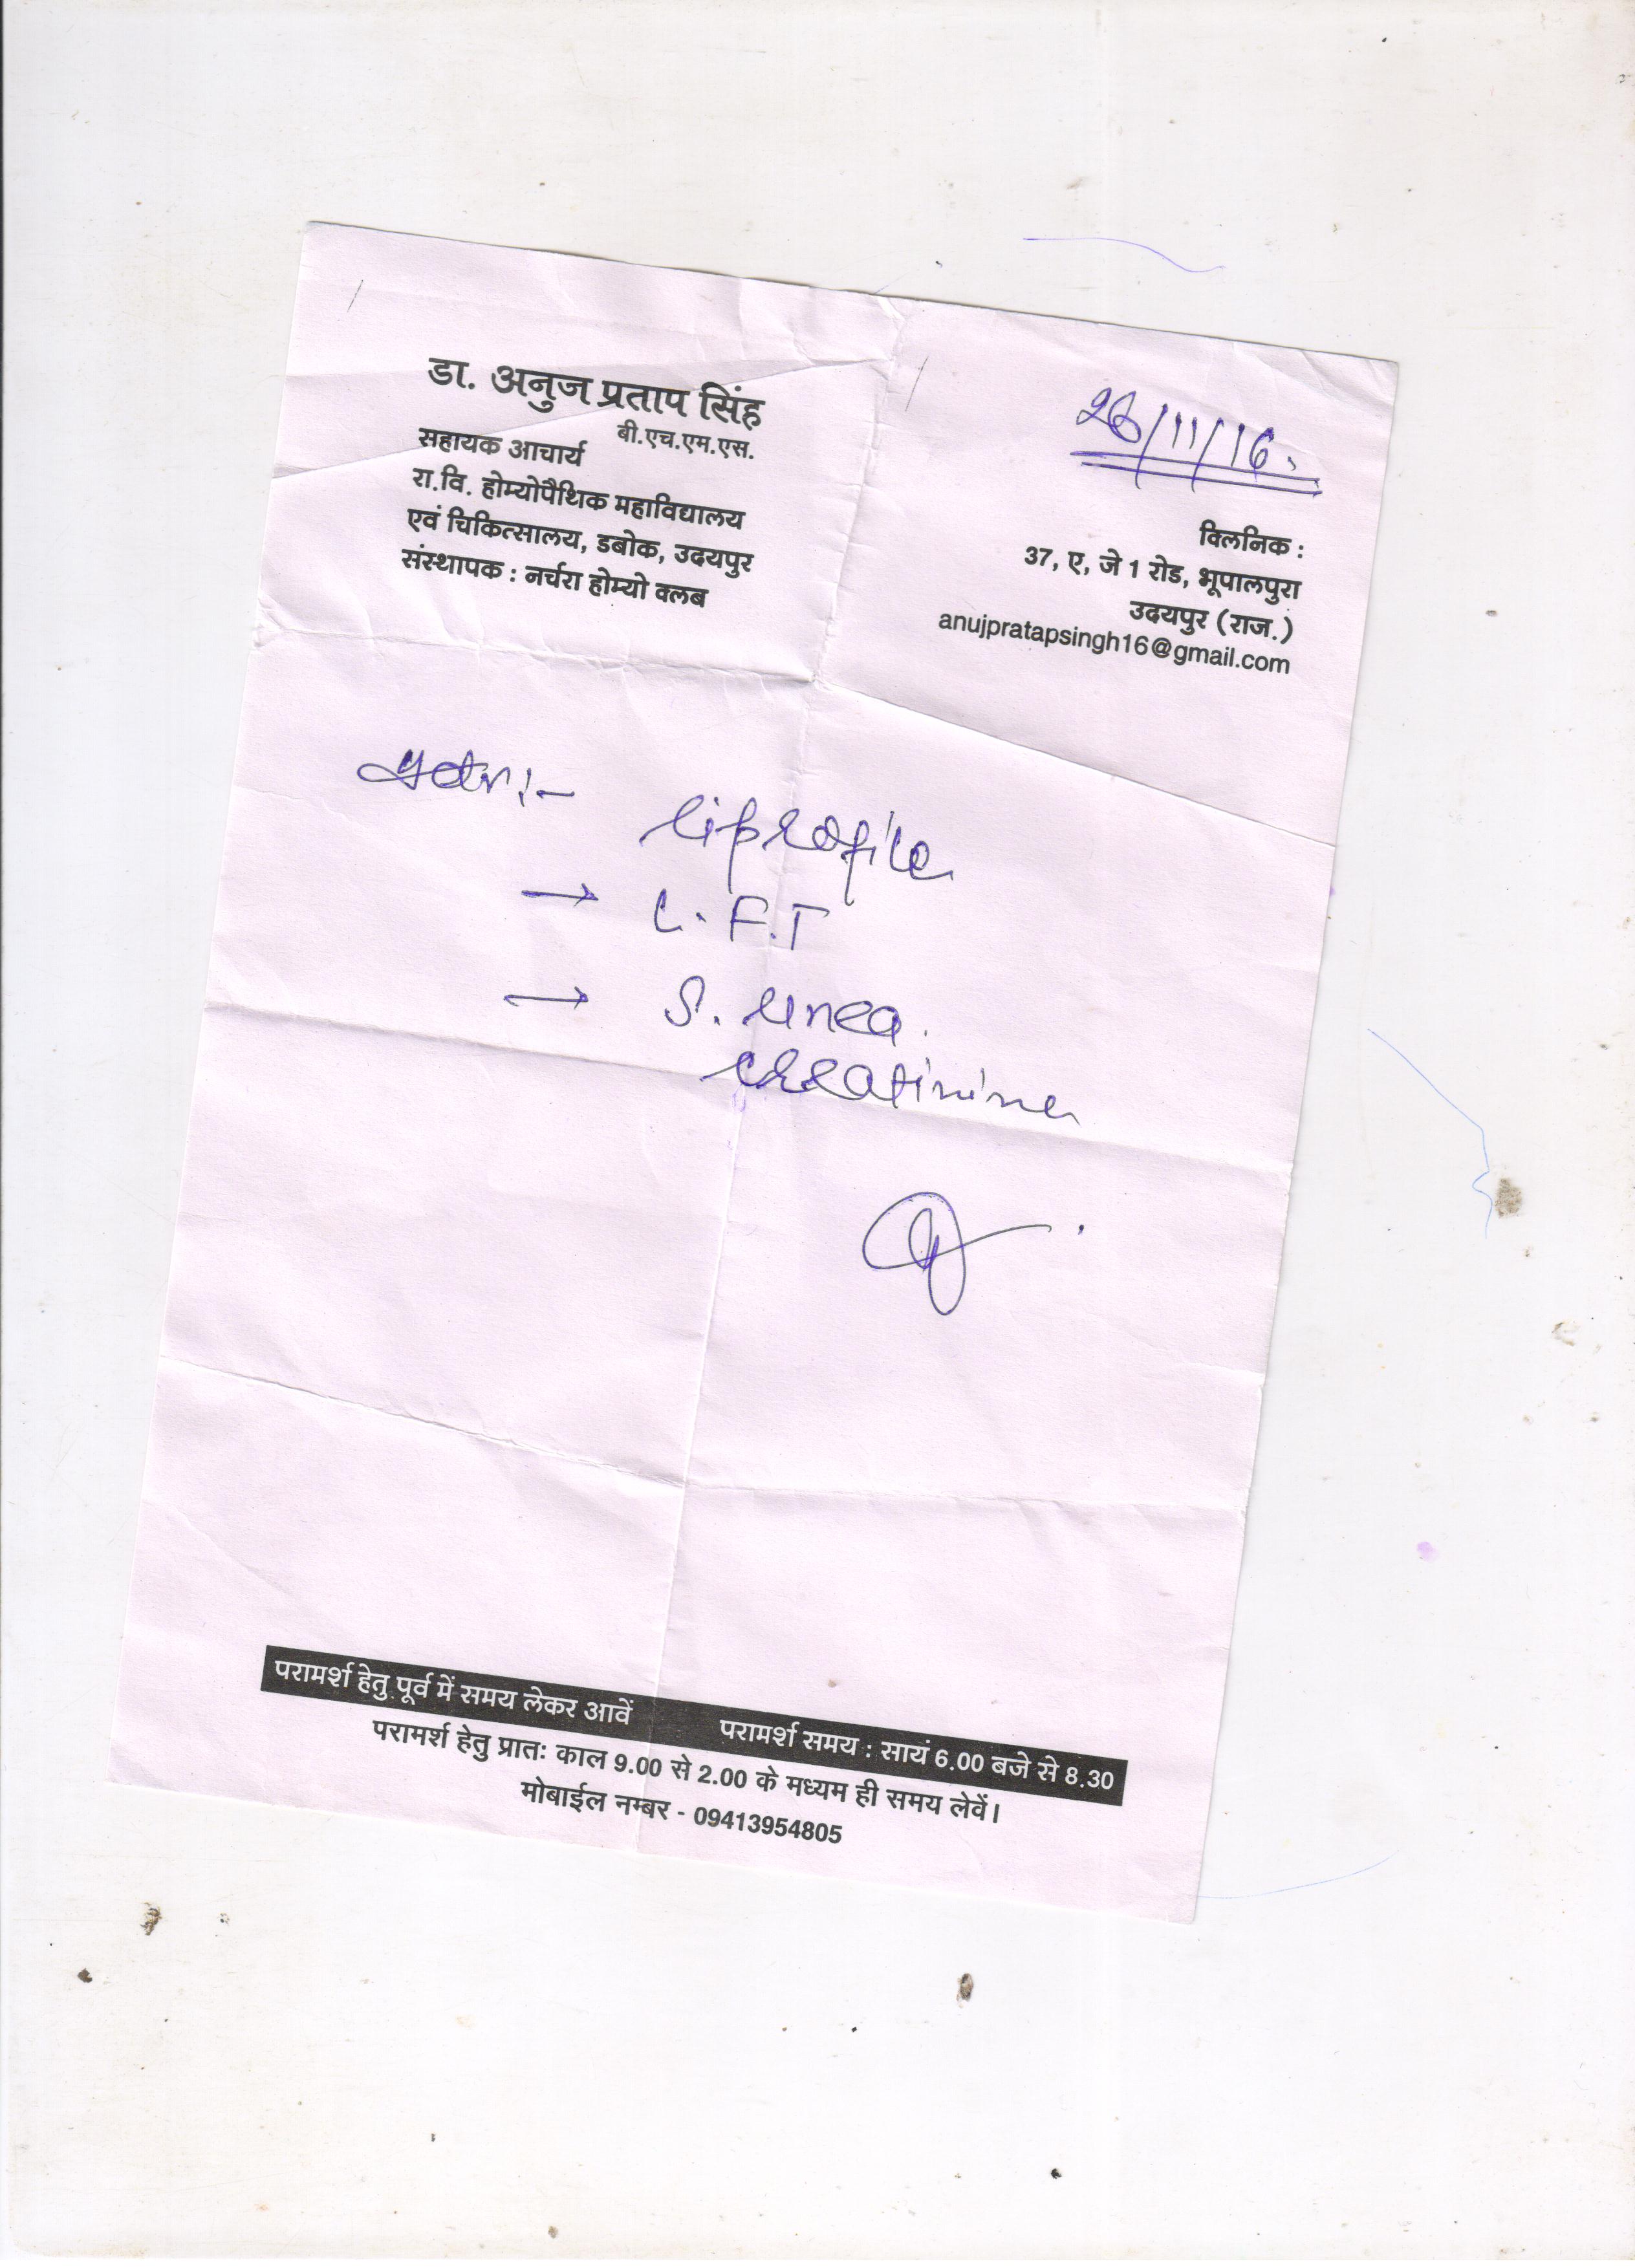 डा. अनुज प्रताप सिंह
बी.एच.एम.एस.
सहायक आचार्य
रा.वि. होम्योपैथिक महाविद्यालय
एवं चिकित्सालय, डबोक, उदयपुर
संस्थापक : नर्चरा होम्यो क्लब
26/11/16.
क्लिनिक :
37, ए, जे 1 रोड, भूपालपुरा
उदयपुर (राज.)
anujpratapsingh16@gmail.com
liprofile
→ L.F.T
→ S. urea.
creatinine
परामर्श हेतु पूर्व में समय लेकर आवें परामर्श समय : सायं 6.00 बजे से 8.30
परामर्श हेतु प्रातः काल 9.00 से 2.00 के मध्यम ही समय लेवें।
मोबाईल नम्बर - 09413954805